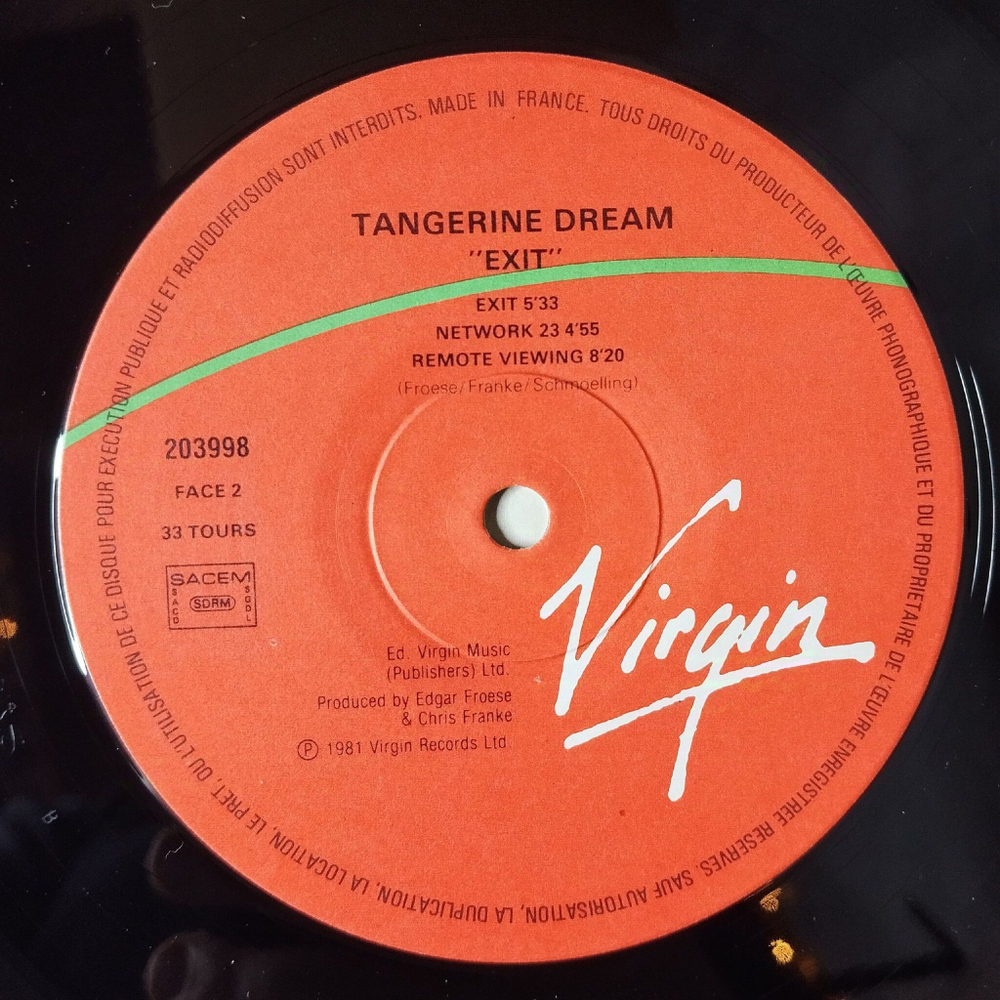 TANGERINE DREAM
"EXIT"
EXIT 5'33
NETWORK 23 4'55
REMOTE VIEWING 8'20
(Froese/Franke/Schmoelling)
203998
FACE 2
33 TOURS
SACEM
SACD
SDRM
SGDL
Virgin
Ed. Virgin Music
(Publishers) Ltd.
Produced by Edgar Froese
& Chris Franke
Ⓟ 1981 Virgin Records Ltd.
MADE IN FRANCE. TOUS DROITS DU PRODUCTEUR DE L'ŒUVRE PHONOGRAPHIQUE ET DU PROPRIETAIRE DE L'ŒUVRE ENREGISTREE RESERVES. SAUF AUTORISATION, LA DUPLICATION, LA LOCATION, LE PRET, OU L'UTILISATION DE CE DISQUE POUR EXECUTION PUBLIQUE ET RADIODIFFUSION SONT INTERDITS.